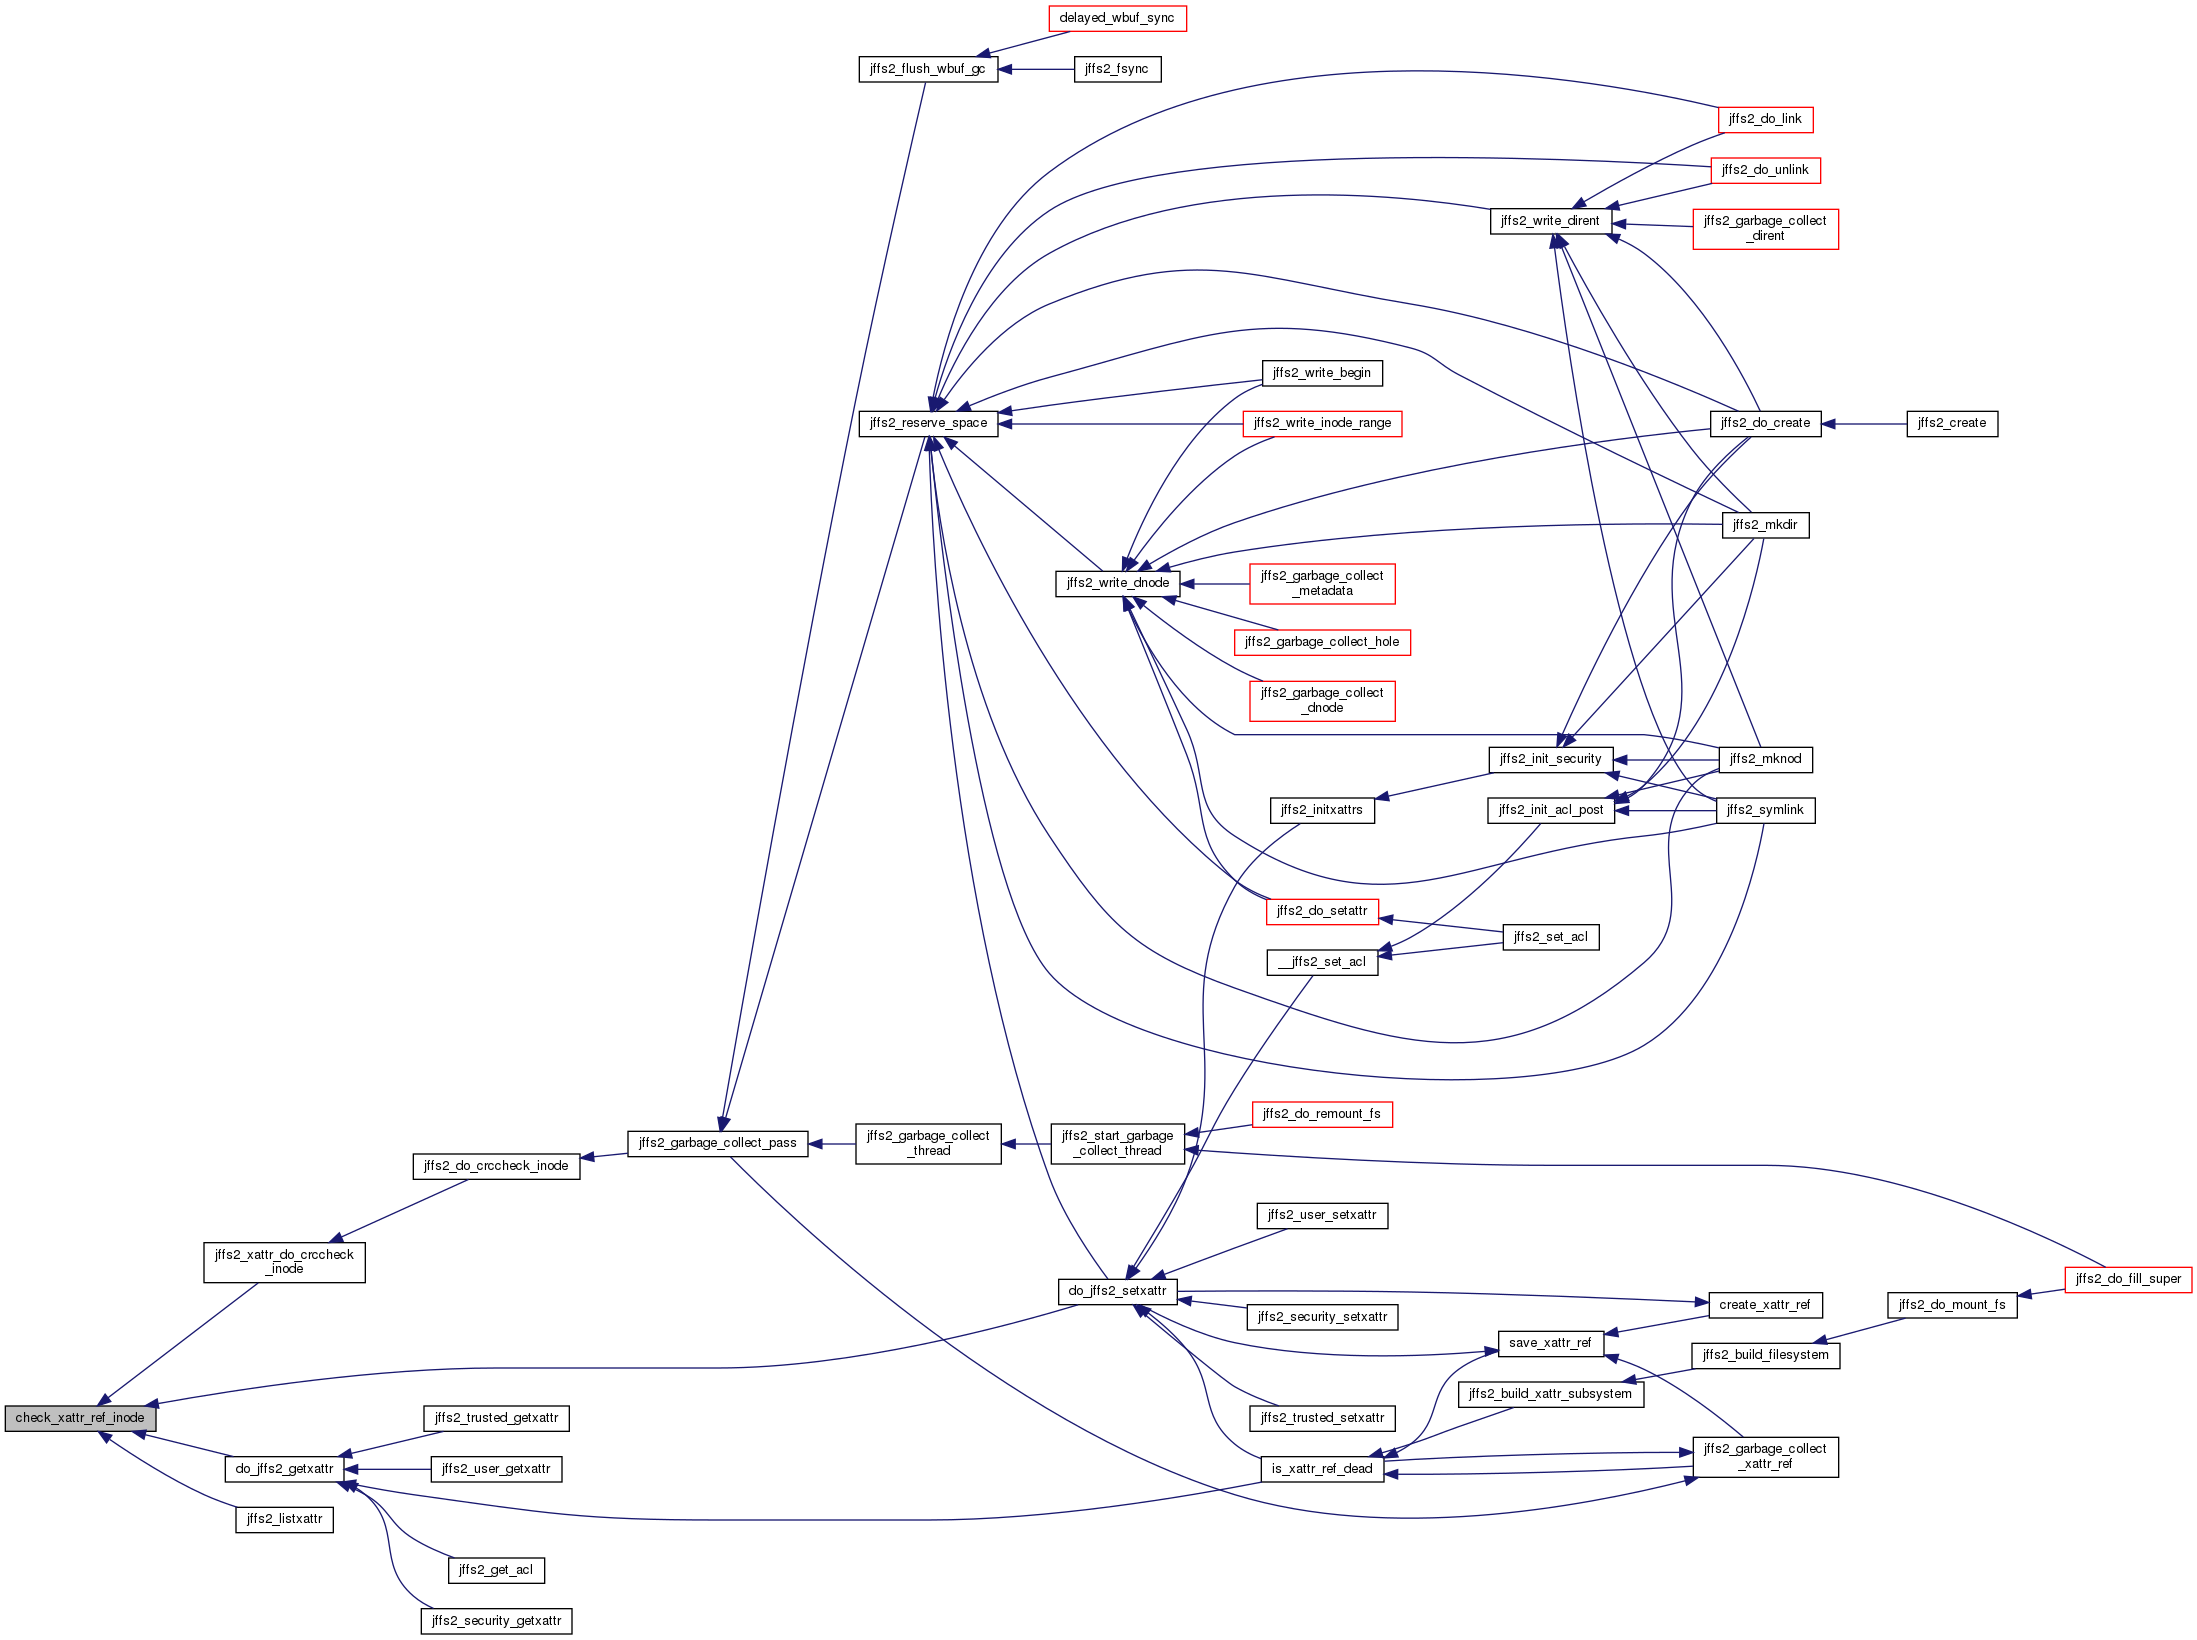 delayed_wbuf_sync
jffs2_flush_wbuf_gc
jffs2_fsync
jffs2_do_link
jffs2_do_unlink
jffs2_write_dirent
jffs2_garbage_collect
_dirent
jffs2_write_begin
jffs2_reserve_space
jffs2_write_inode_range
jffs2_do_create
jffs2_create
jffs2_mkdir
jffs2_write_dnode
jffs2_garbage_collect
_metadata
jffs2_garbage_collect_hole
jffs2_garbage_collect
_dnode
jffs2_init_security
jffs2_mknod
jffs2_initxattrs
jffs2_init_acl_post
jffs2_symlink
jffs2_do_setattr
jffs2_set_acl
__jffs2_set_acl
jffs2_do_remount_fs
jffs2_garbage_collect_pass
jffs2_garbage_collect
_thread
jffs2_start_garbage
_collect_thread
jffs2_do_crccheck_inode
jffs2_user_setxattr
jffs2_xattr_do_crccheck
_inode
jffs2_do_fill_super
do_jffs2_setxattr
jffs2_security_setxattr
create_xattr_ref
jffs2_do_mount_fs
save_xattr_ref
jffs2_build_filesystem
jffs2_build_xattr_subsystem
check_xattr_ref_inode
jffs2_trusted_getxattr
jffs2_trusted_setxattr
jffs2_garbage_collect
_xattr_ref
do_jffs2_getxattr
jffs2_user_getxattr
is_xattr_ref_dead
jffs2_listxattr
jffs2_get_acl
jffs2_security_getxattr